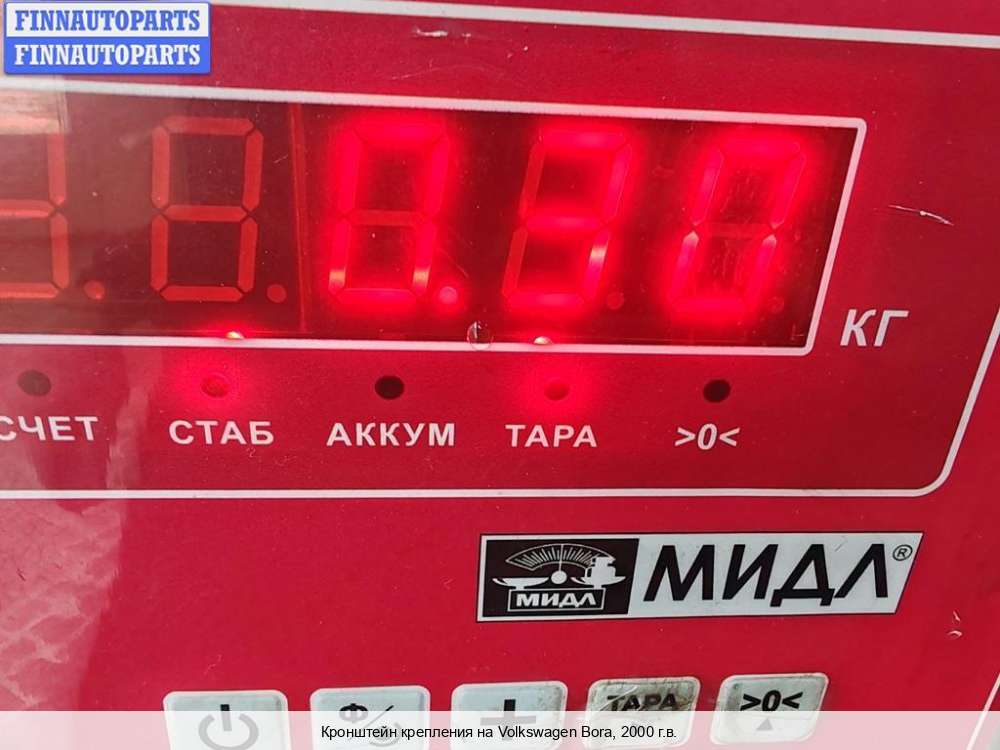 FINNAUTOPARTS
FINNAUTOPARTS
0.30
КГ
СЧЕТ СТАБ АККУМ ТАРА >0<
МИДЛ МИДЛ®
ТАРА >0<
Кронштейн крепления на Volkswagen Bora, 2000 г.в.